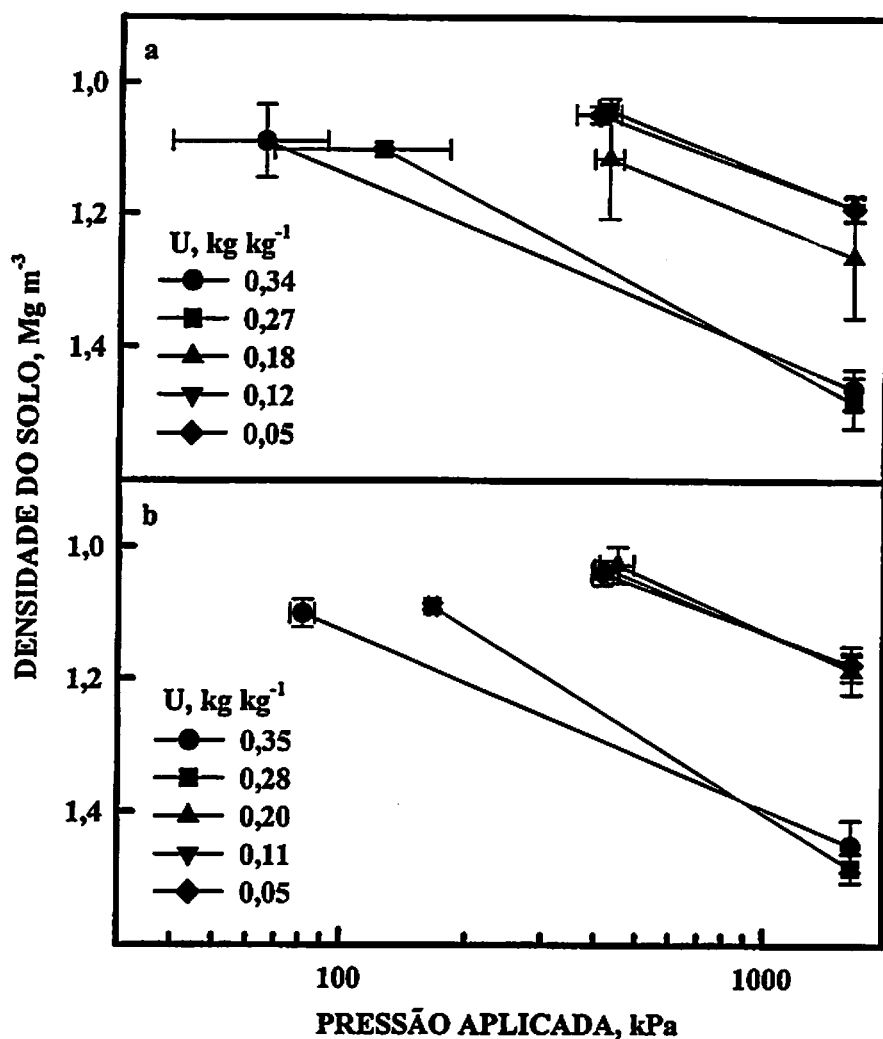 a
1,0
1,2
1,4
U, kg kg-1
0,34
0,27
0,18
0,12
0,05
DENSIDADE DO SOLO, Mg m-3
b
1,0
1,2
1,4
U, kg kg-1
0,35
0,28
0,20
0,11
0,05
100 1000
PRESSÃO APLICADA, kPa